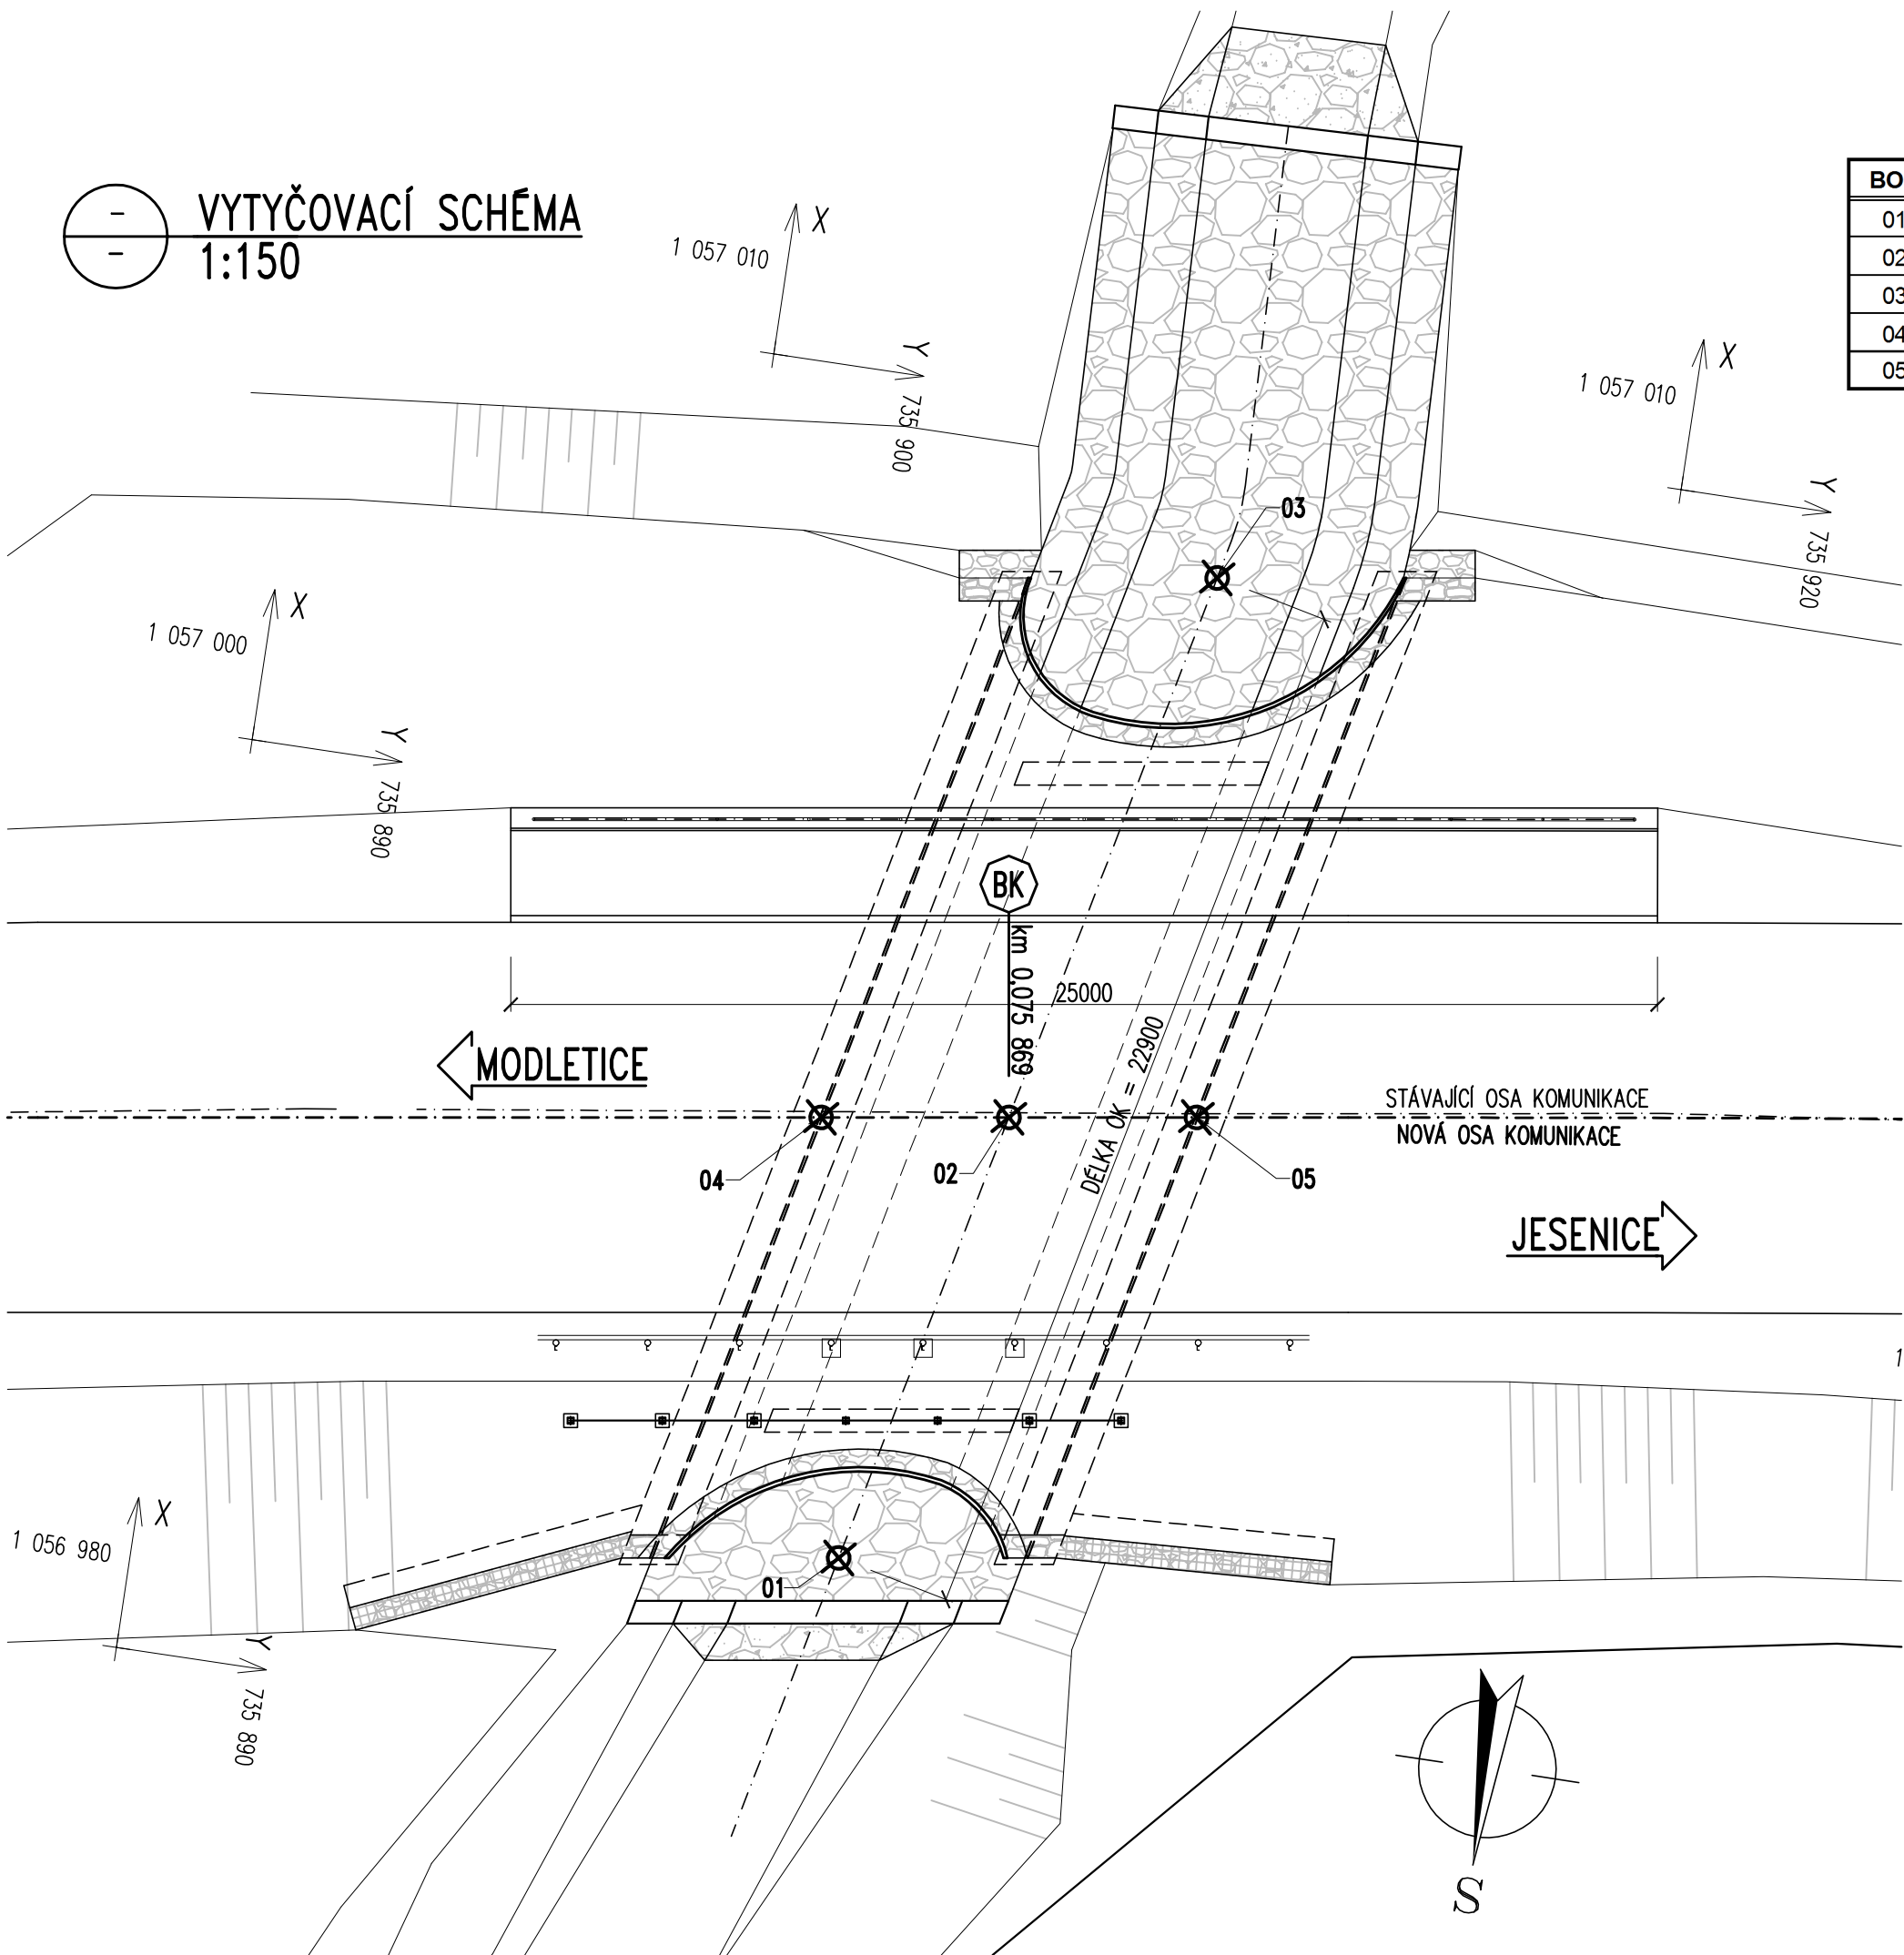 VYTYČOVACÍ SCHÉMA
1:150
-
-
X
1 057 010
Y
735 900
BO
01
02
03
04
05
X
1 057 010
Y
735 920
03
X
1 057 000
Y
735 890
BK
km 0,075 869
25000
DÉLKA OK = 22900
MODLETICE
STÁVAJÍCÍ OSA KOMUNIKACE
NOVÁ OSA KOMUNIKACE
04
02
05
JESENICE
1
X
1 056 980
Y
735 890
01
S